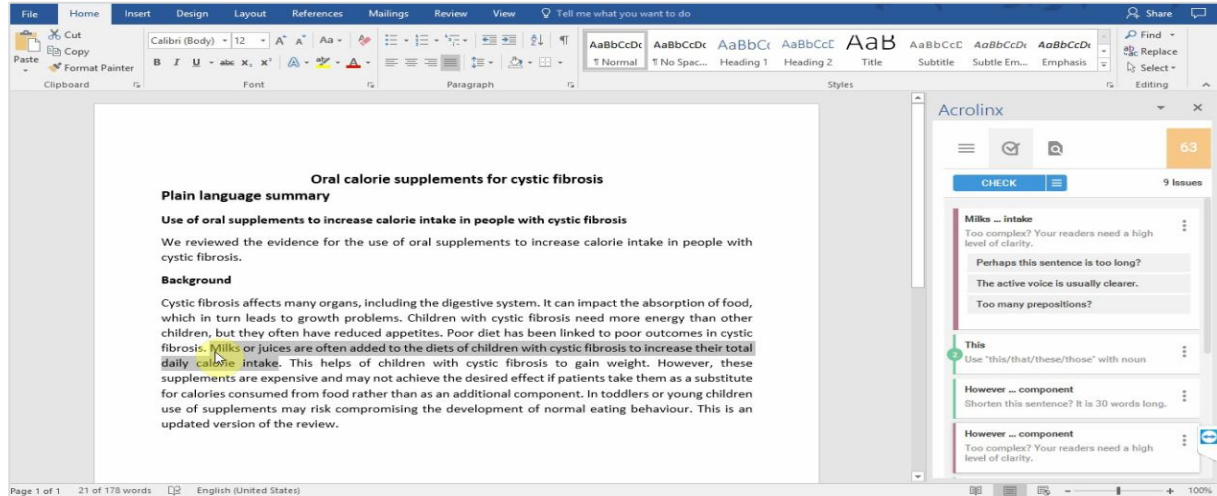 File Home Insert Design Layout References Mailings Review View Tell me what you want to do Share
Cut
Copy
Format Painter
Paste
Clipboard
Calibri (Body) 12 A A Aa
B I U abc X₂ X² A A
Font
Paragraph
AaBbCcDc AaBbCcDc AaBbC AaBbCcE AaB AaBbCcD AaBbCcDt AaBbCcDt
¶ Normal ¶ No Spac... Heading 1 Heading 2 Title Subtitle Subtle Em... Emphasis
Styles
Find
Replace
Select
Editing
Oral calorie supplements for cystic fibrosis
Plain language summary
Use of oral supplements to increase calorie intake in people with cystic fibrosis
We reviewed the evidence for the use of oral supplements to increase calorie intake in people with
cystic fibrosis.
Background
Cystic fibrosis affects many organs, including the digestive system. It can impact the absorption of food,
which in turn leads to growth problems. Children with cystic fibrosis need more energy than other
children, but they often have reduced appetites. Poor diet has been linked to poor outcomes in cystic
fibrosis. Milks or juices are often added to the diets of children with cystic fibrosis to increase their total
daily calorie intake. This helps of children with cystic fibrosis to gain weight. However, these
supplements are expensive and may not achieve the desired effect if patients take them as a substitute
for calories consumed from food rather than as an additional component. In toddlers or young children
use of supplements may risk compromising the development of normal eating behaviour. This is an
updated version of the review.
Acrolinx
63
CHECK
9 Issues
Milks ... intake
Too complex? Your readers need a high
level of clarity.
Perhaps this sentence is too long?
The active voice is usually clearer.
Too many prepositions?
This
2
Use "this/that/these/those" with noun
However ... component
Shorten this sentence? It is 30 words long.
However ... component
Too complex? Your readers need a high
level of clarity.
Page 1 of 1 21 of 178 words English (United States) 100%